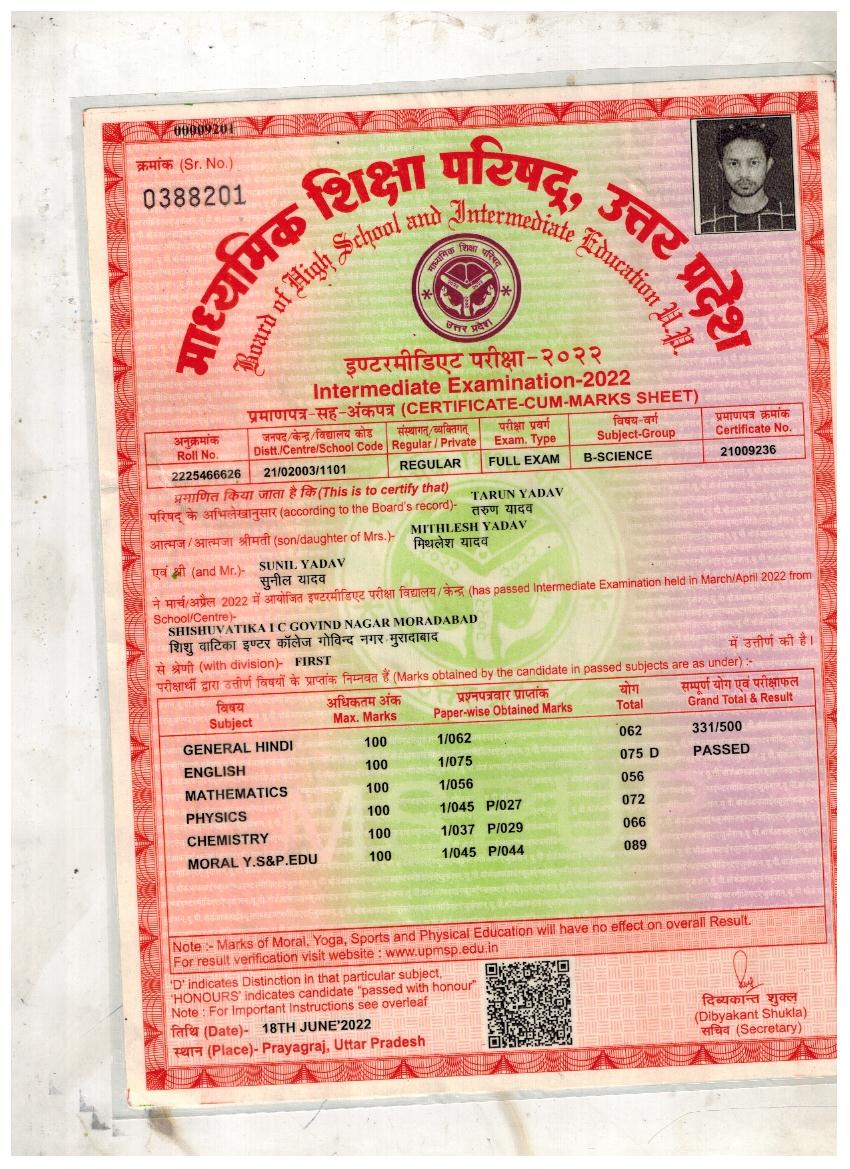 00009201
क्रमांक (Sr. No.)
0388201
माध्यमिक शिक्षा परिषद्, उत्तर प्रदेश
Board of High School and Intermediate Education U.P.
माध्यमिक शिक्षा परिषद
उत्तर प्रदेश
इण्टरमीडिएट परीक्षा-२०२२
Intermediate Examination-2022
प्रमाणपत्र-सह-अंकपत्र (CERTIFICATE-CUM-MARKS SHEET)
अनुक्रमांक जनपद/केन्द्र/विद्यालय कोड संस्थागत/व्यक्तिगत परीक्षा प्रवर्ग विषय-वर्ग प्रमाणपत्र क्रमांक
Roll No. Distt./Centre/School Code Regular / Private Exam. Type Subject-Group Certificate No.
2225466626 21/02003/1101 REGULAR FULL EXAM B-SCIENCE 21009236
प्रमाणित किया जाता है कि (This is to certify that) TARUN YADAV
परिषद् के अभिलेखानुसार (according to the Board's record)- तरुण यादव
MITHLESH YADAV
आत्मज/आत्मजा श्रीमती (son/daughter of Mrs.)- मिथलेश यादव
SUNIL YADAV
एवं श्री (and Mr.)- सुनील यादव
ने मार्च/अप्रैल 2022 में आयोजित इण्टरमीडिएट परीक्षा विद्यालय/केन्द्र (has passed Intermediate Examination held in March/April 2022 from
School/Centre)-
SHISHUVATIKA I C GOVIND NAGAR MORADABAD
शिशु वाटिका इण्टर कॉलेज गोविन्द नगर मुरादाबाद
में उत्तीर्ण की है।
से श्रेणी (with division)- FIRST
परीक्षार्थी द्वारा उत्तीर्ण विषयों के प्राप्तांक निम्नवत हैं (Marks obtained by the candidate in passed subjects are as under) :-
विषय अधिकतम अंक प्रश्नपत्रवार प्राप्तांक योग सम्पूर्ण योग एवं परीक्षाफल
Subject Max. Marks Paper-wise Obtained Marks Total Grand Total & Result
GENERAL HINDI 100 1/062 062 331/500
ENGLISH 100 1/075 075 D PASSED
MATHEMATICS 100 1/056 056
PHYSICS 100 1/045 P/027 072
CHEMISTRY 100 1/037 P/029 066
MORAL Y.S&P.EDU 100 1/045 P/044 089
Note :- Marks of Moral, Yoga, Sports and Physical Education will have no effect on overall Result.
For result verification visit website : www.upmsp.edu.in
'D' indicates Distinction in that particular subject,
'HONOURS' indicates candidate "passed with honour"
Note : For Important Instructions see overleaf
तिथि (Date)- 18TH JUNE'2022
स्थान (Place)- Prayagraj, Uttar Pradesh
दिब्यकान्त शुक्ल
(Dibyakant Shukla)
सचिव (Secretary)